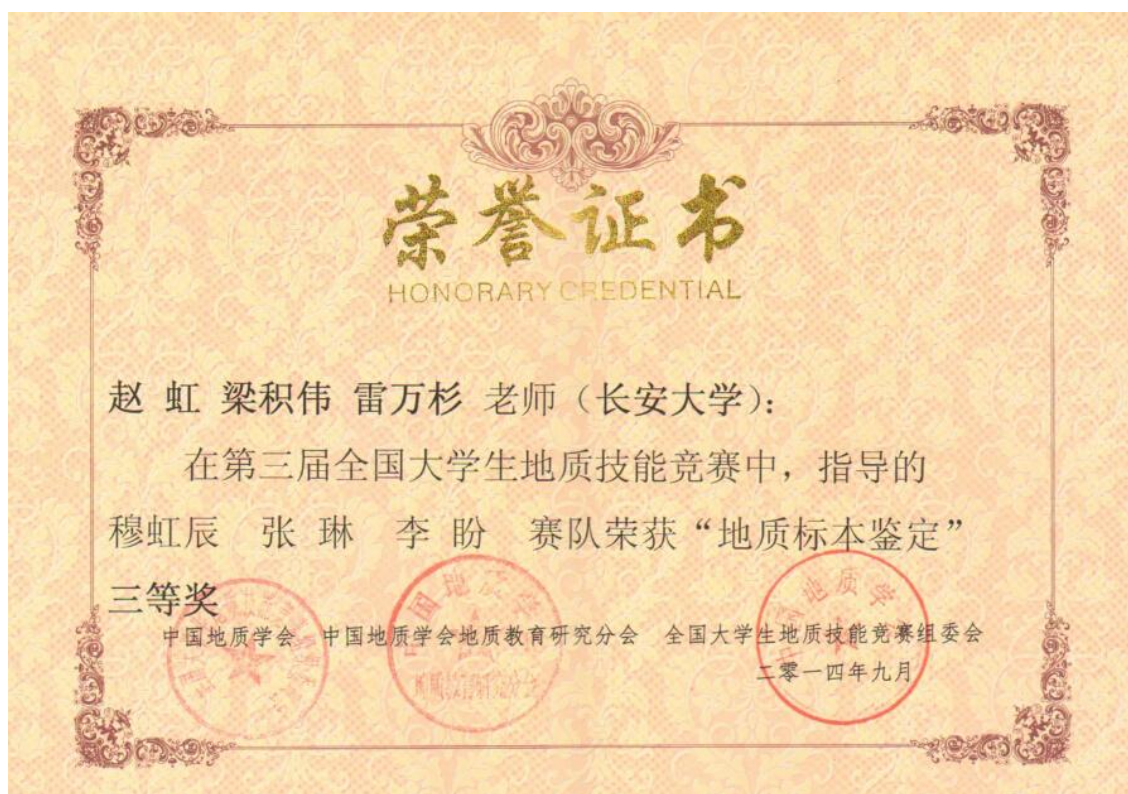 荣誉证书
HONORARY CREDENTIAL
赵 虹 梁积伟 雷万杉 老师（长安大学）：
在第三届全国大学生地质技能竞赛中，指导的
穆虹辰 张 琳 李 盼 赛队荣获“地质标本鉴定”
三等奖
中国地质学会 中国地质学会地质教育研究分会 全国大学生地质技能竞赛组委会
二零一四年九月